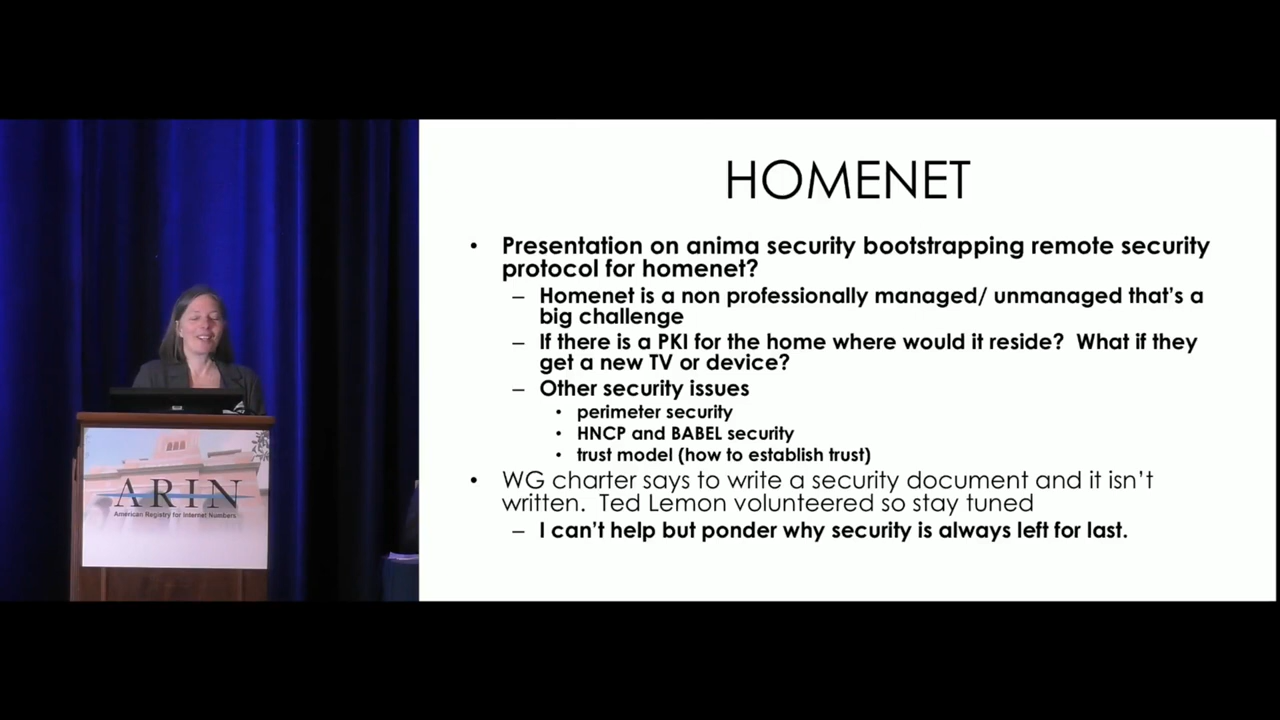 HOMENET
• Presentation on anima security bootstrapping remote security
protocol for homenet?
– Homenet is a non professionally managed/ unmanaged that's a
big challenge
– If there is a PKI for the home where would it reside? What if they
get a new TV or device?
– Other security issues
• perimeter security
• HNCP and BABEL security
• trust model (how to establish trust)
• WG charter says to write a security document and it isn't
written. Ted Lemon volunteered so stay tuned
– I can't help but ponder why security is always left for last.
ARIN
American Registry for Internet Numbers